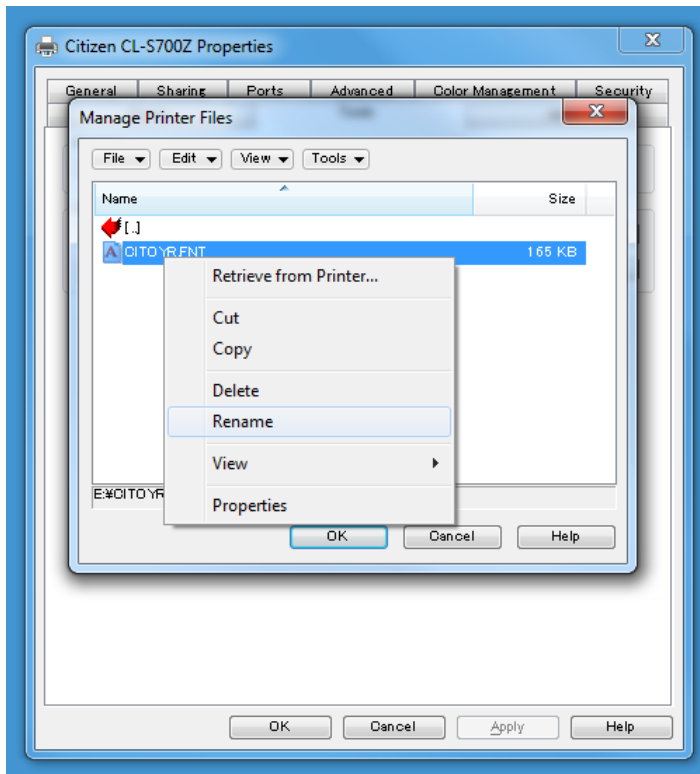 Citizen CL-S700Z Properties
General Sharing Ports Advanced Color Management Security
Manage Printer Files
File Edit View Tools
Name Size
[..]
CITOYR.FNT 165 KB
Retrieve from Printer...
Cut
Copy
Delete
Rename
View
Properties
E:¥CITOYR
OK Cancel Help
OK Cancel Apply Help